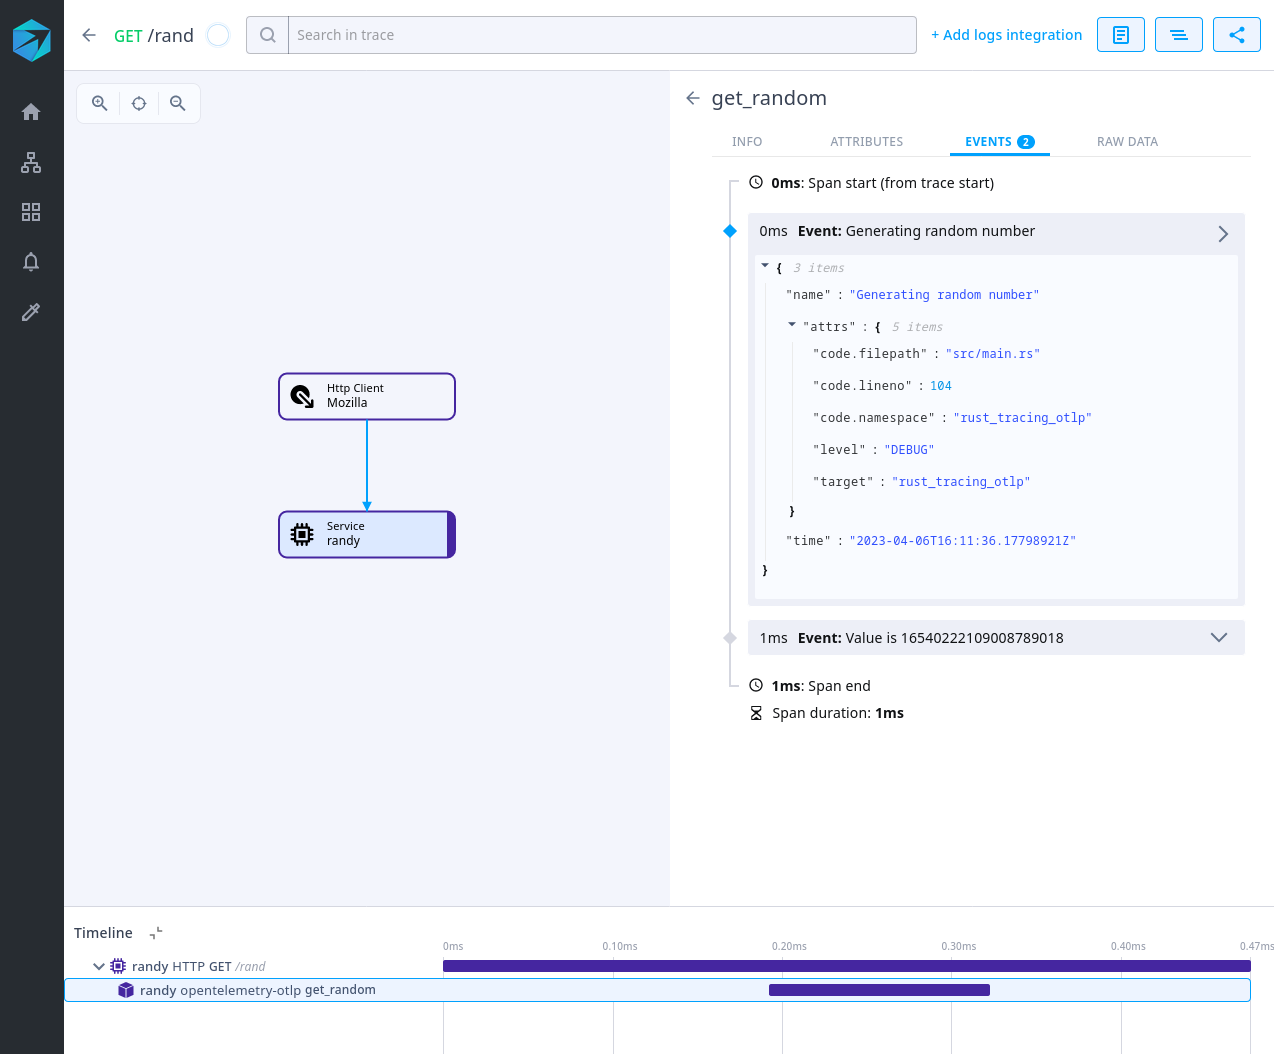 GET /rand
Search in trace
+ Add logs integration
get_random
INFO
ATTRIBUTES
EVENTS 2
RAW DATA
0ms: Span start (from trace start)
0ms Event: Generating random number
{ 3 items
"name" : "Generating random number"
"attrs" : { 5 items
"code.filepath" : "src/main.rs"
"code.lineno" : 104
"code.namespace" : "rust_tracing_otlp"
"level" : "DEBUG"
"target" : "rust_tracing_otlp"
}
"time" : "2023-04-06T16:11:36.17798921Z"
}
1ms Event: Value is 16540222109008789018
1ms: Span end
Span duration: 1ms
Http Client
Mozilla
Service
randy
Timeline
0ms
0.10ms
0.20ms
0.30ms
0.40ms
0.47ms
randy HTTP GET /rand
randy opentelemetry-otlp get_random